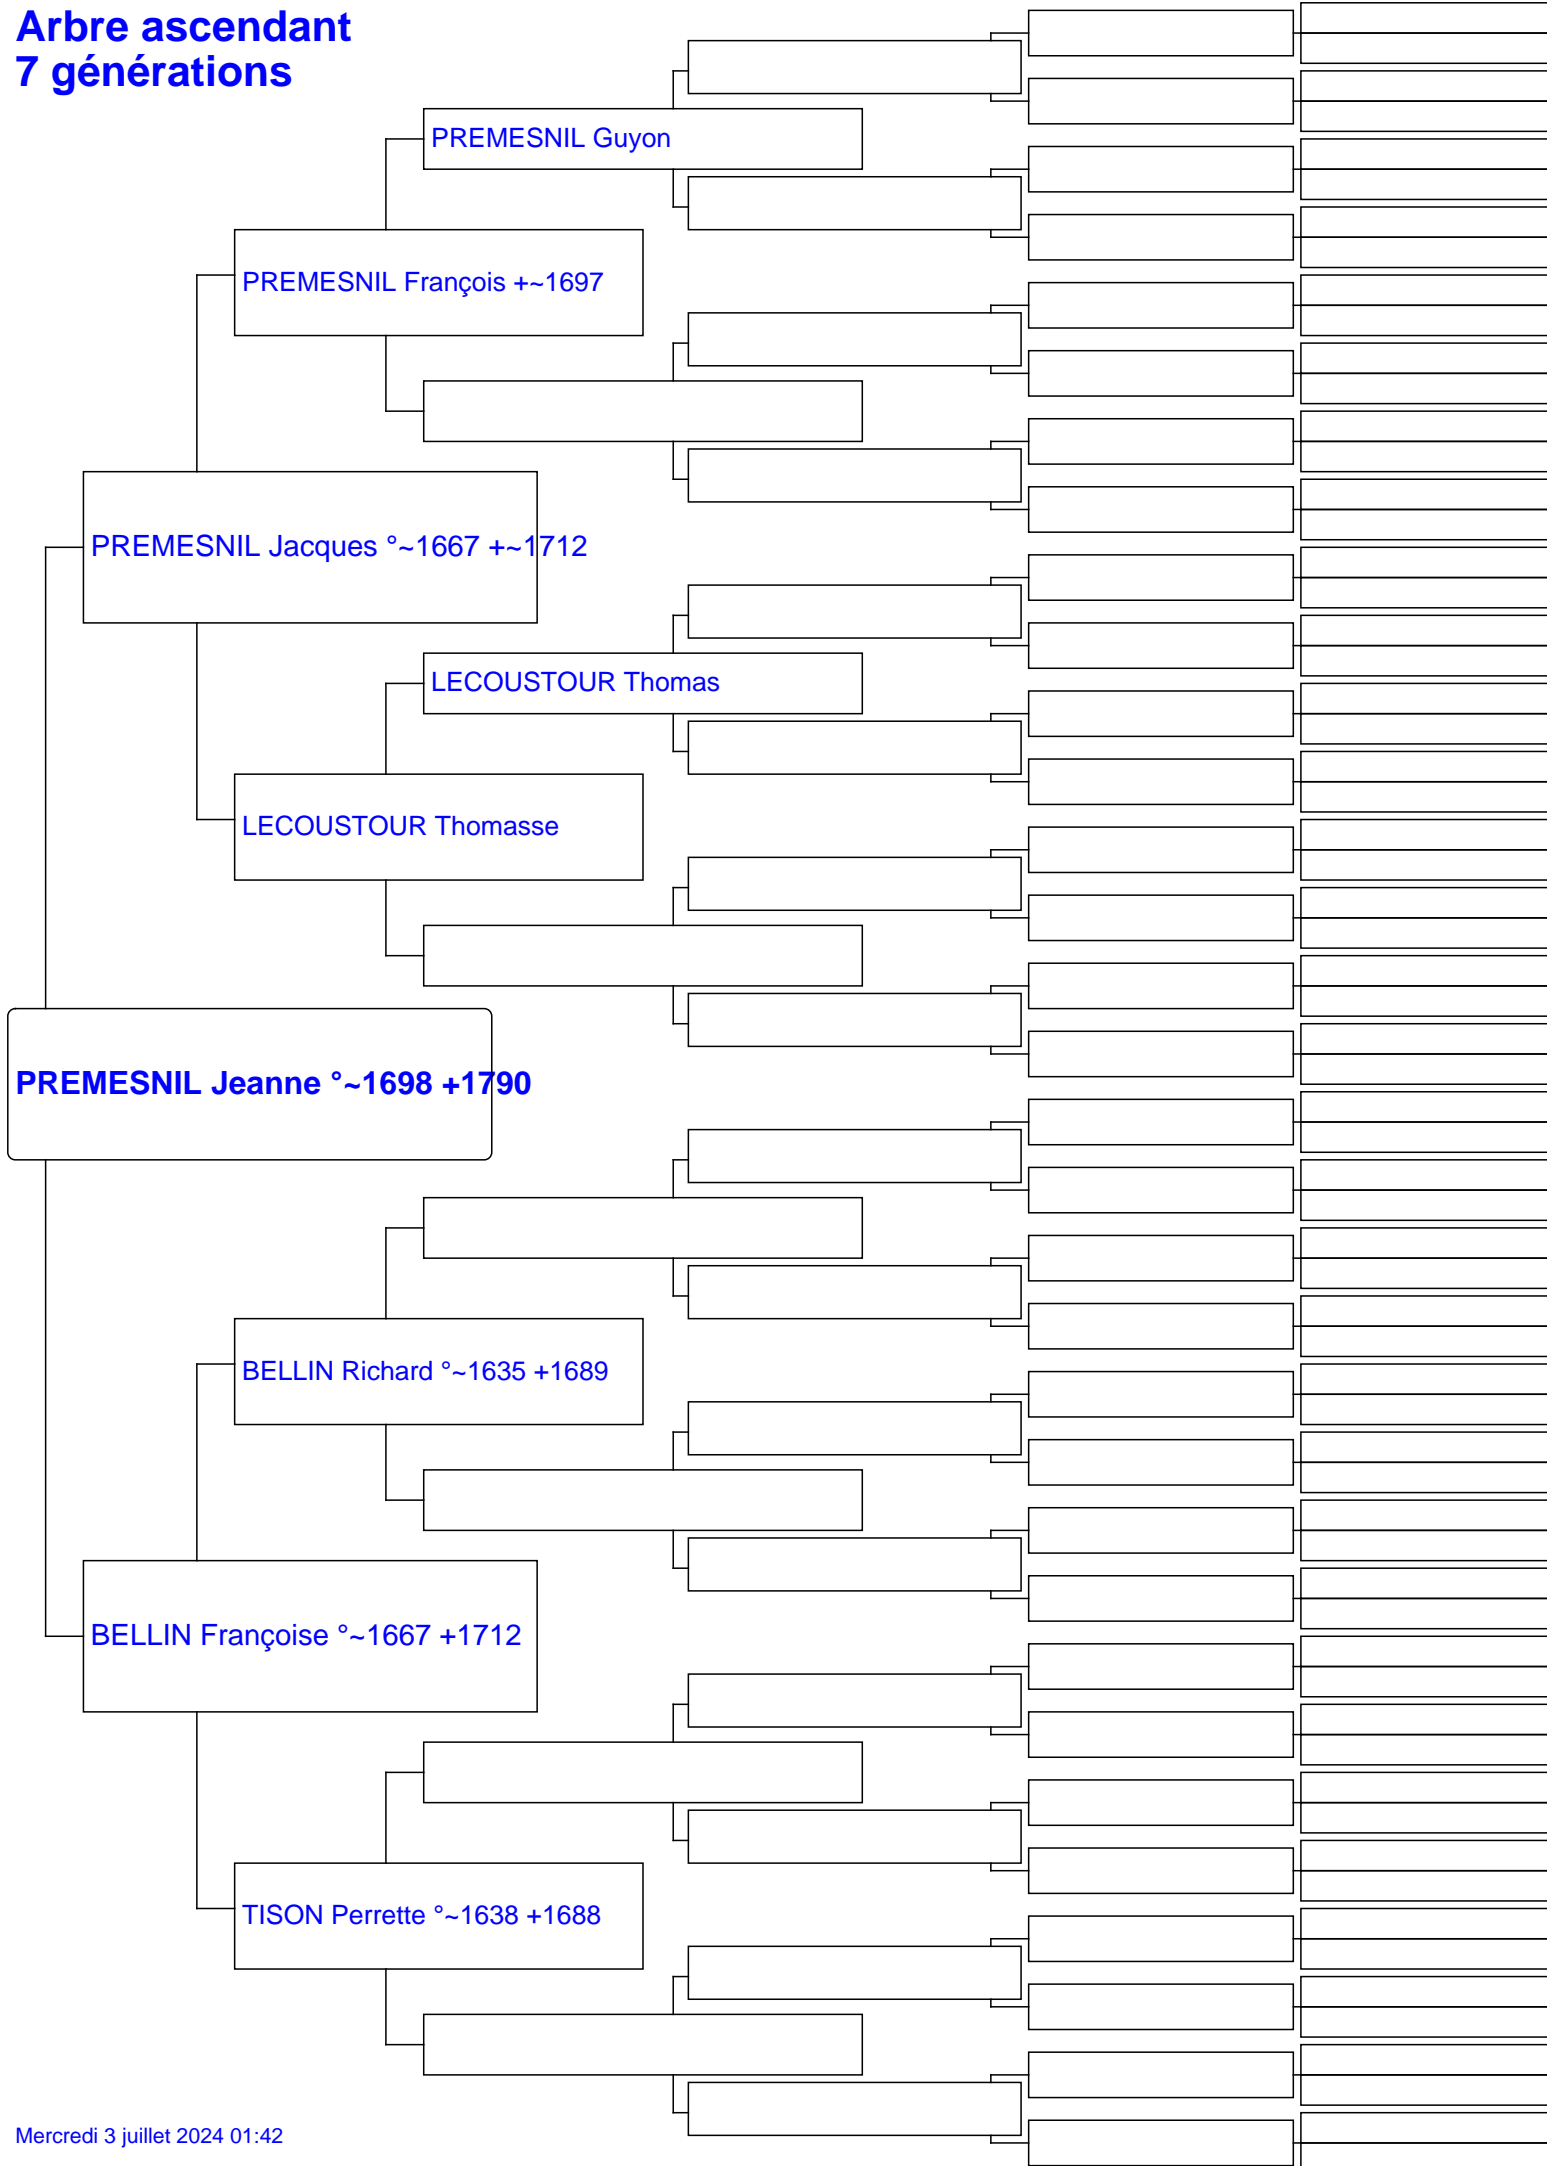 Arbre ascendant
7 générations
PREMESNIL Guyon
PREMESNIL François +~1697
PREMESNIL Jacques °~1667 +~1712
LECOUSTOUR Thomas
LECOUSTOUR Thomasse
PREMESNIL Jeanne °~1698 +1790
BELLIN Richard °~1635 +1689
BELLIN Françoise °~1667 +1712
TISON Perrette °~1638 +1688
Mercredi 3 juillet 2024 01:42